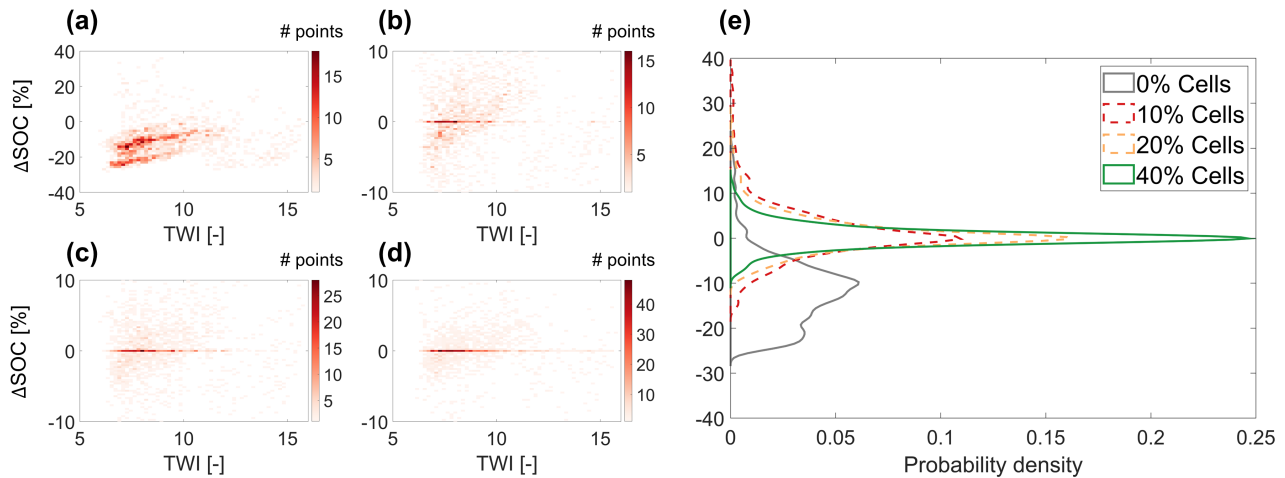 (a)
# points
40
20
0
-20
-40
ΔSOC [%]
5
10
15
TWI [-]
15
10
5
(b)
# points
10
0
-10
5
10
15
TWI [-]
15
10
5
(c)
# points
10
0
-10
ΔSOC [%]
5
10
15
TWI [-]
25
20
15
10
5
(d)
# points
10
0
-10
5
10
15
TWI [-]
40
30
20
10
(e)
40
30
20
10
0
-10
-20
-30
-40
0
0.05
0.1
0.15
0.2
0.25
Probability density
0% Cells
10% Cells
20% Cells
40% Cells